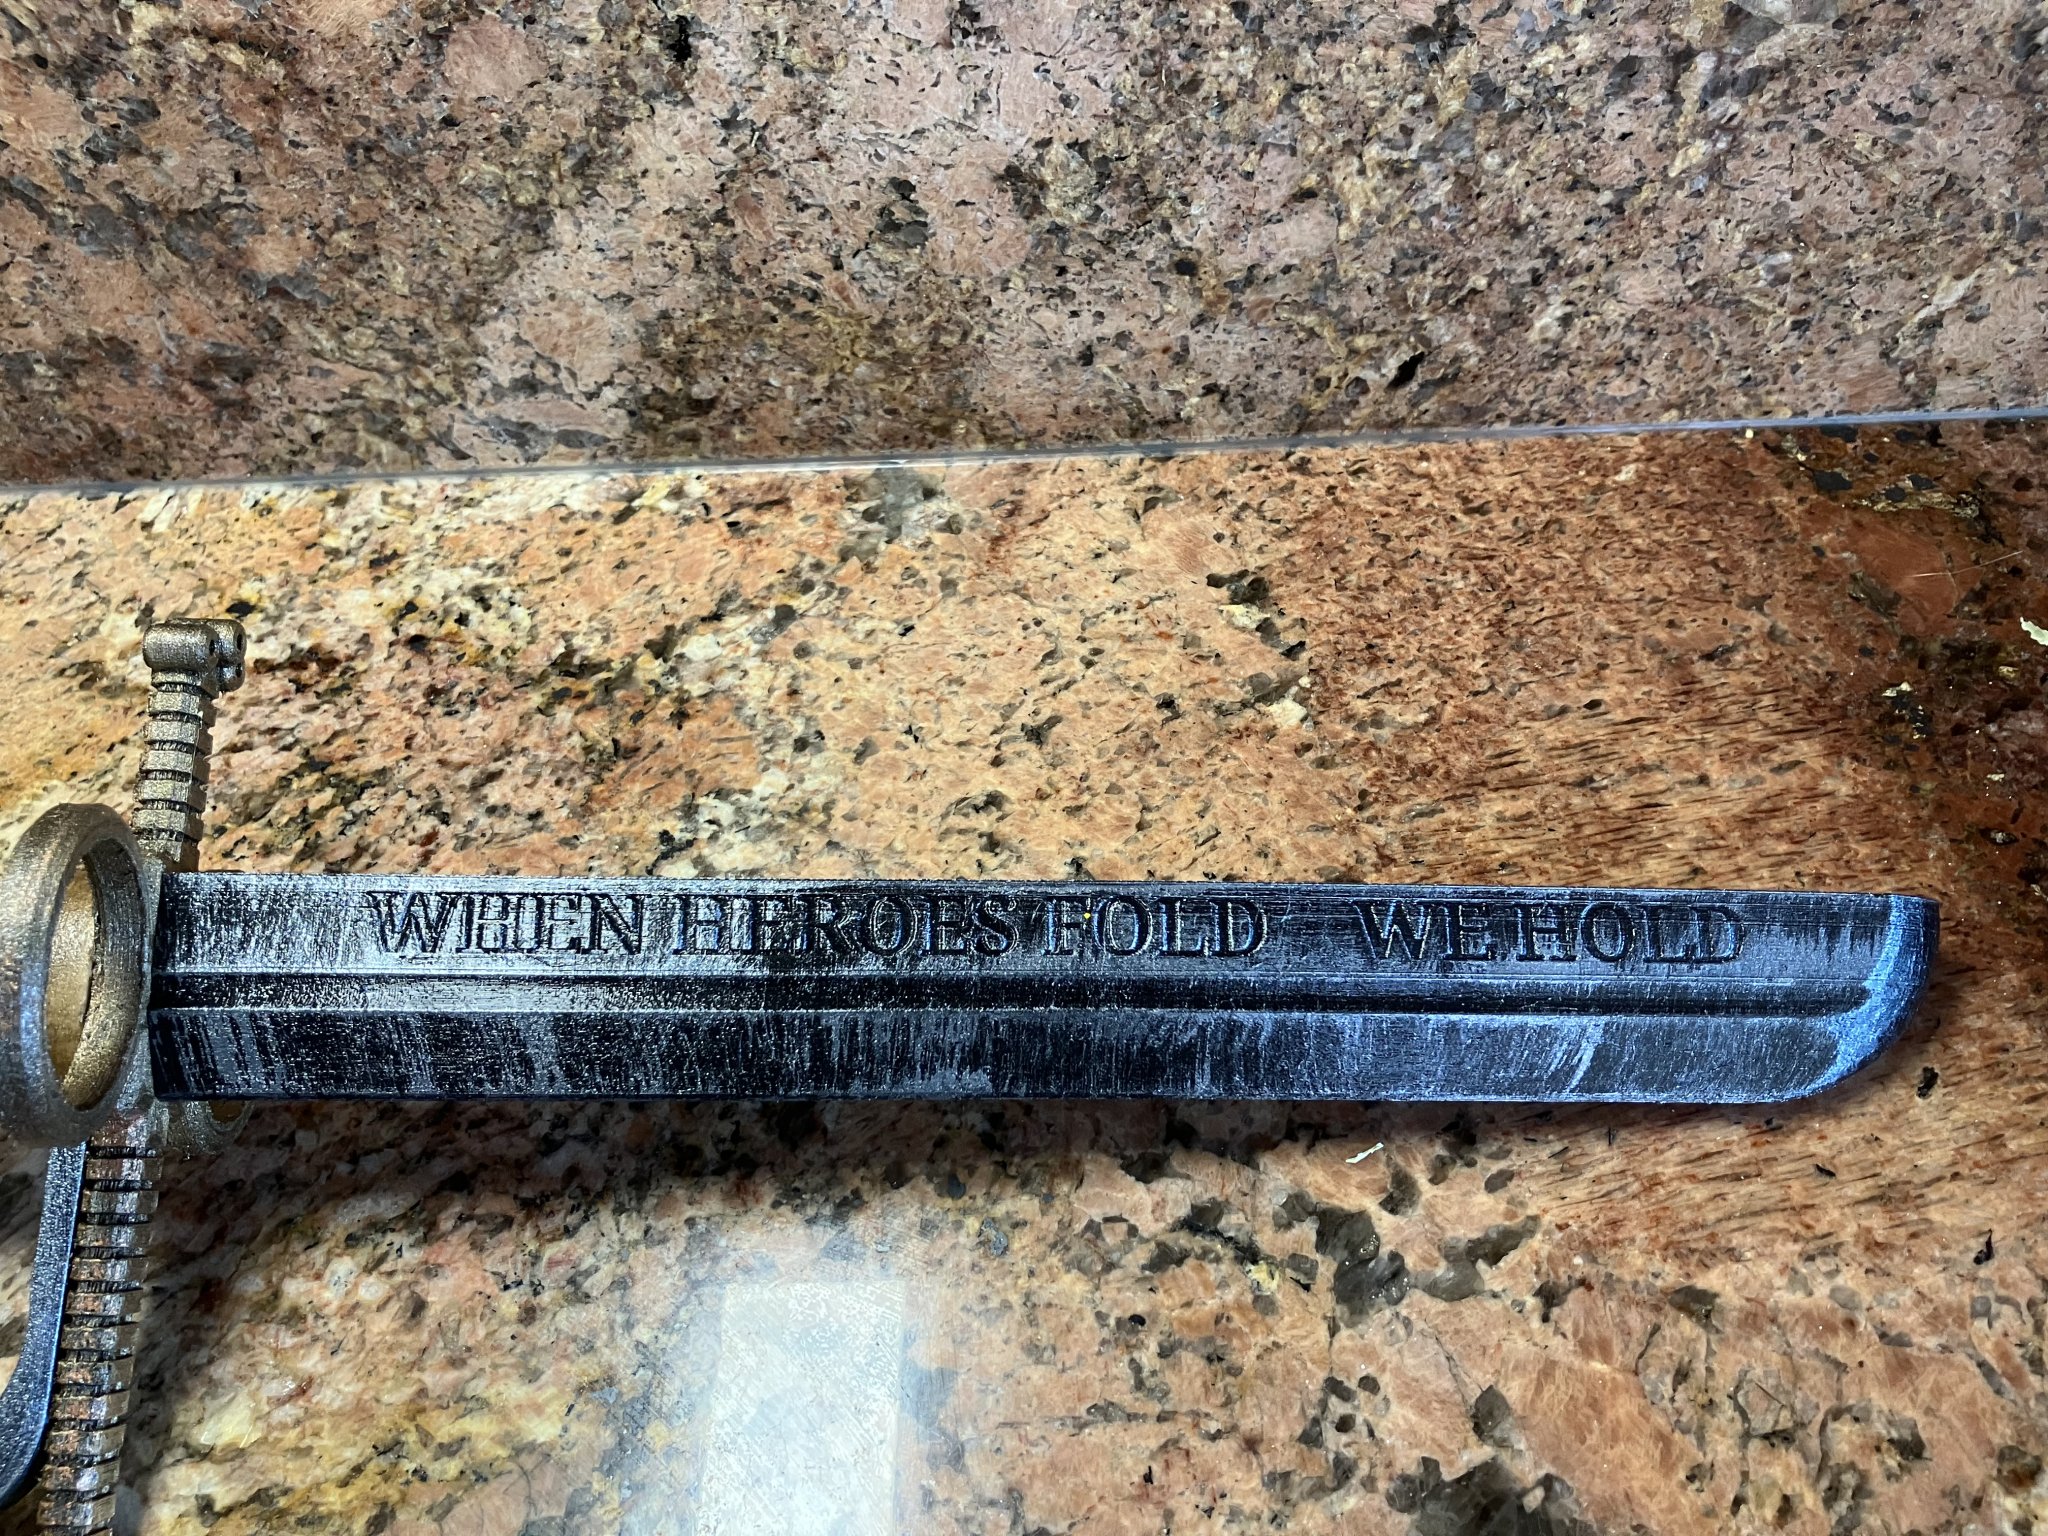 WHEN HEROES FOLD WE HOLD